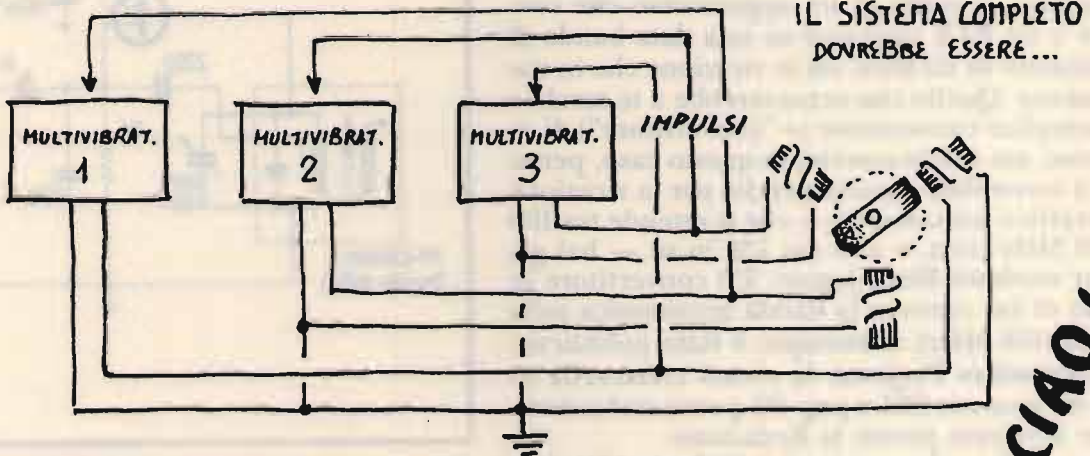 IL SISTEMA COMPLETO
DOVREBBE ESSERE...
MULTIVIBRAT.
1
MULTIVIBRAT.
2
MULTIVIBRAT.
3
IMPULSI
CIAO!